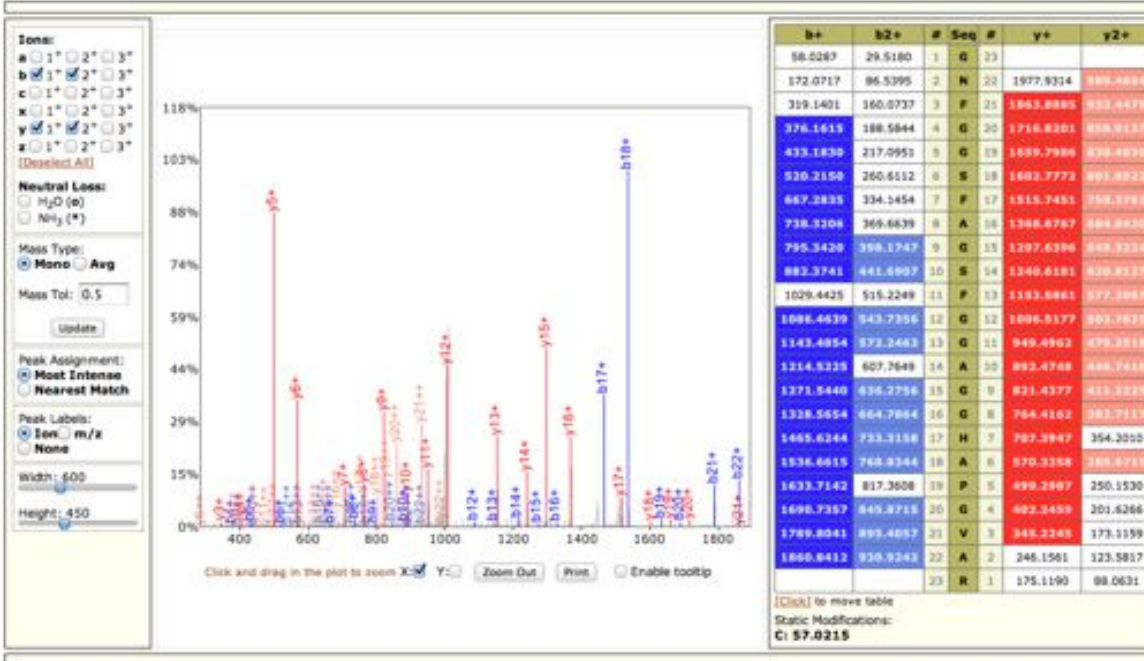 Ions:
a 1+ 2+ 3+
b 1+ 2+ 3+
c 1+ 2+ 3+
x 1+ 2+ 3+
y 1+ 2+ 3+
z 1+ 2+ 3+
[Deselect All]
Neutral Loss:
H2O (o)
NH3 (*)
Mass Type:
Mono Avg
Mass Tol: 0.5
Update
Peak Assignment:
Most Intense
Nearest Match
Peak Labels:
Ion m/z
None
Width: 600
Height: 450
118%
103%
88%
74%
59%
44%
29%
15%
0%
400 600 800 1000 1200 1400 1600 1800
y5+
y6+
y7+
y9+
y20++
y21++
y10+
y11+
y12+
b12+
y13+
b13+
b14+
y14+
b15+
y15+
b16+
y16+
b17+
y17+
b18+
y18+
b19+
y19+
b20+
y20+
b21+
b22+
y21+
Click and drag in the plot to zoom X: Y: Zoom Out Print Enable tooltip
b+ b2+ # Seq # y+ y2+
58.0287 29.5180 1 G 23
172.0717 86.5395 2 N 22 1977.9314
319.1401 160.0737 3 F 21 1863.8885
376.1615 188.5844 4 G 20 1716.8201
433.1830 217.0951 5 G 19 1659.7986
520.2150 260.6112 6 S 18 1602.7772
667.2835 334.1454 7 F 17 1515.7451
738.3206 369.6639 8 A 16 1368.6767
795.3420 398.1747 9 G 15 1297.6396
882.3741 441.6907 10 S 14 1240.6181
1029.4425 515.2249 11 F 13 1153.5861
1086.4639 543.7356 12 G 12 1006.5177
1143.4854 572.2463 13 G 11 949.4962
1214.5225 607.7649 14 A 10 892.4748
1271.5440 636.2756 15 G 9 821.4377
1328.5654 664.7864 16 G 8 764.4162
1465.6244 733.3158 17 H 7 707.3947 354.2010
1536.6615 768.8344 18 A 6 570.3358
1633.7142 817.3608 19 P 5 499.2987 250.1530
1690.7357 845.8715 20 G 4 402.2459 201.6266
1789.8041 895.4057 21 V 3 345.2245 173.1159
1860.8412 930.9243 22 A 2 246.1561 123.5817
23 R 1 175.1190 88.0631
[Click] to move table
Static Modifications:
C: 57.0215